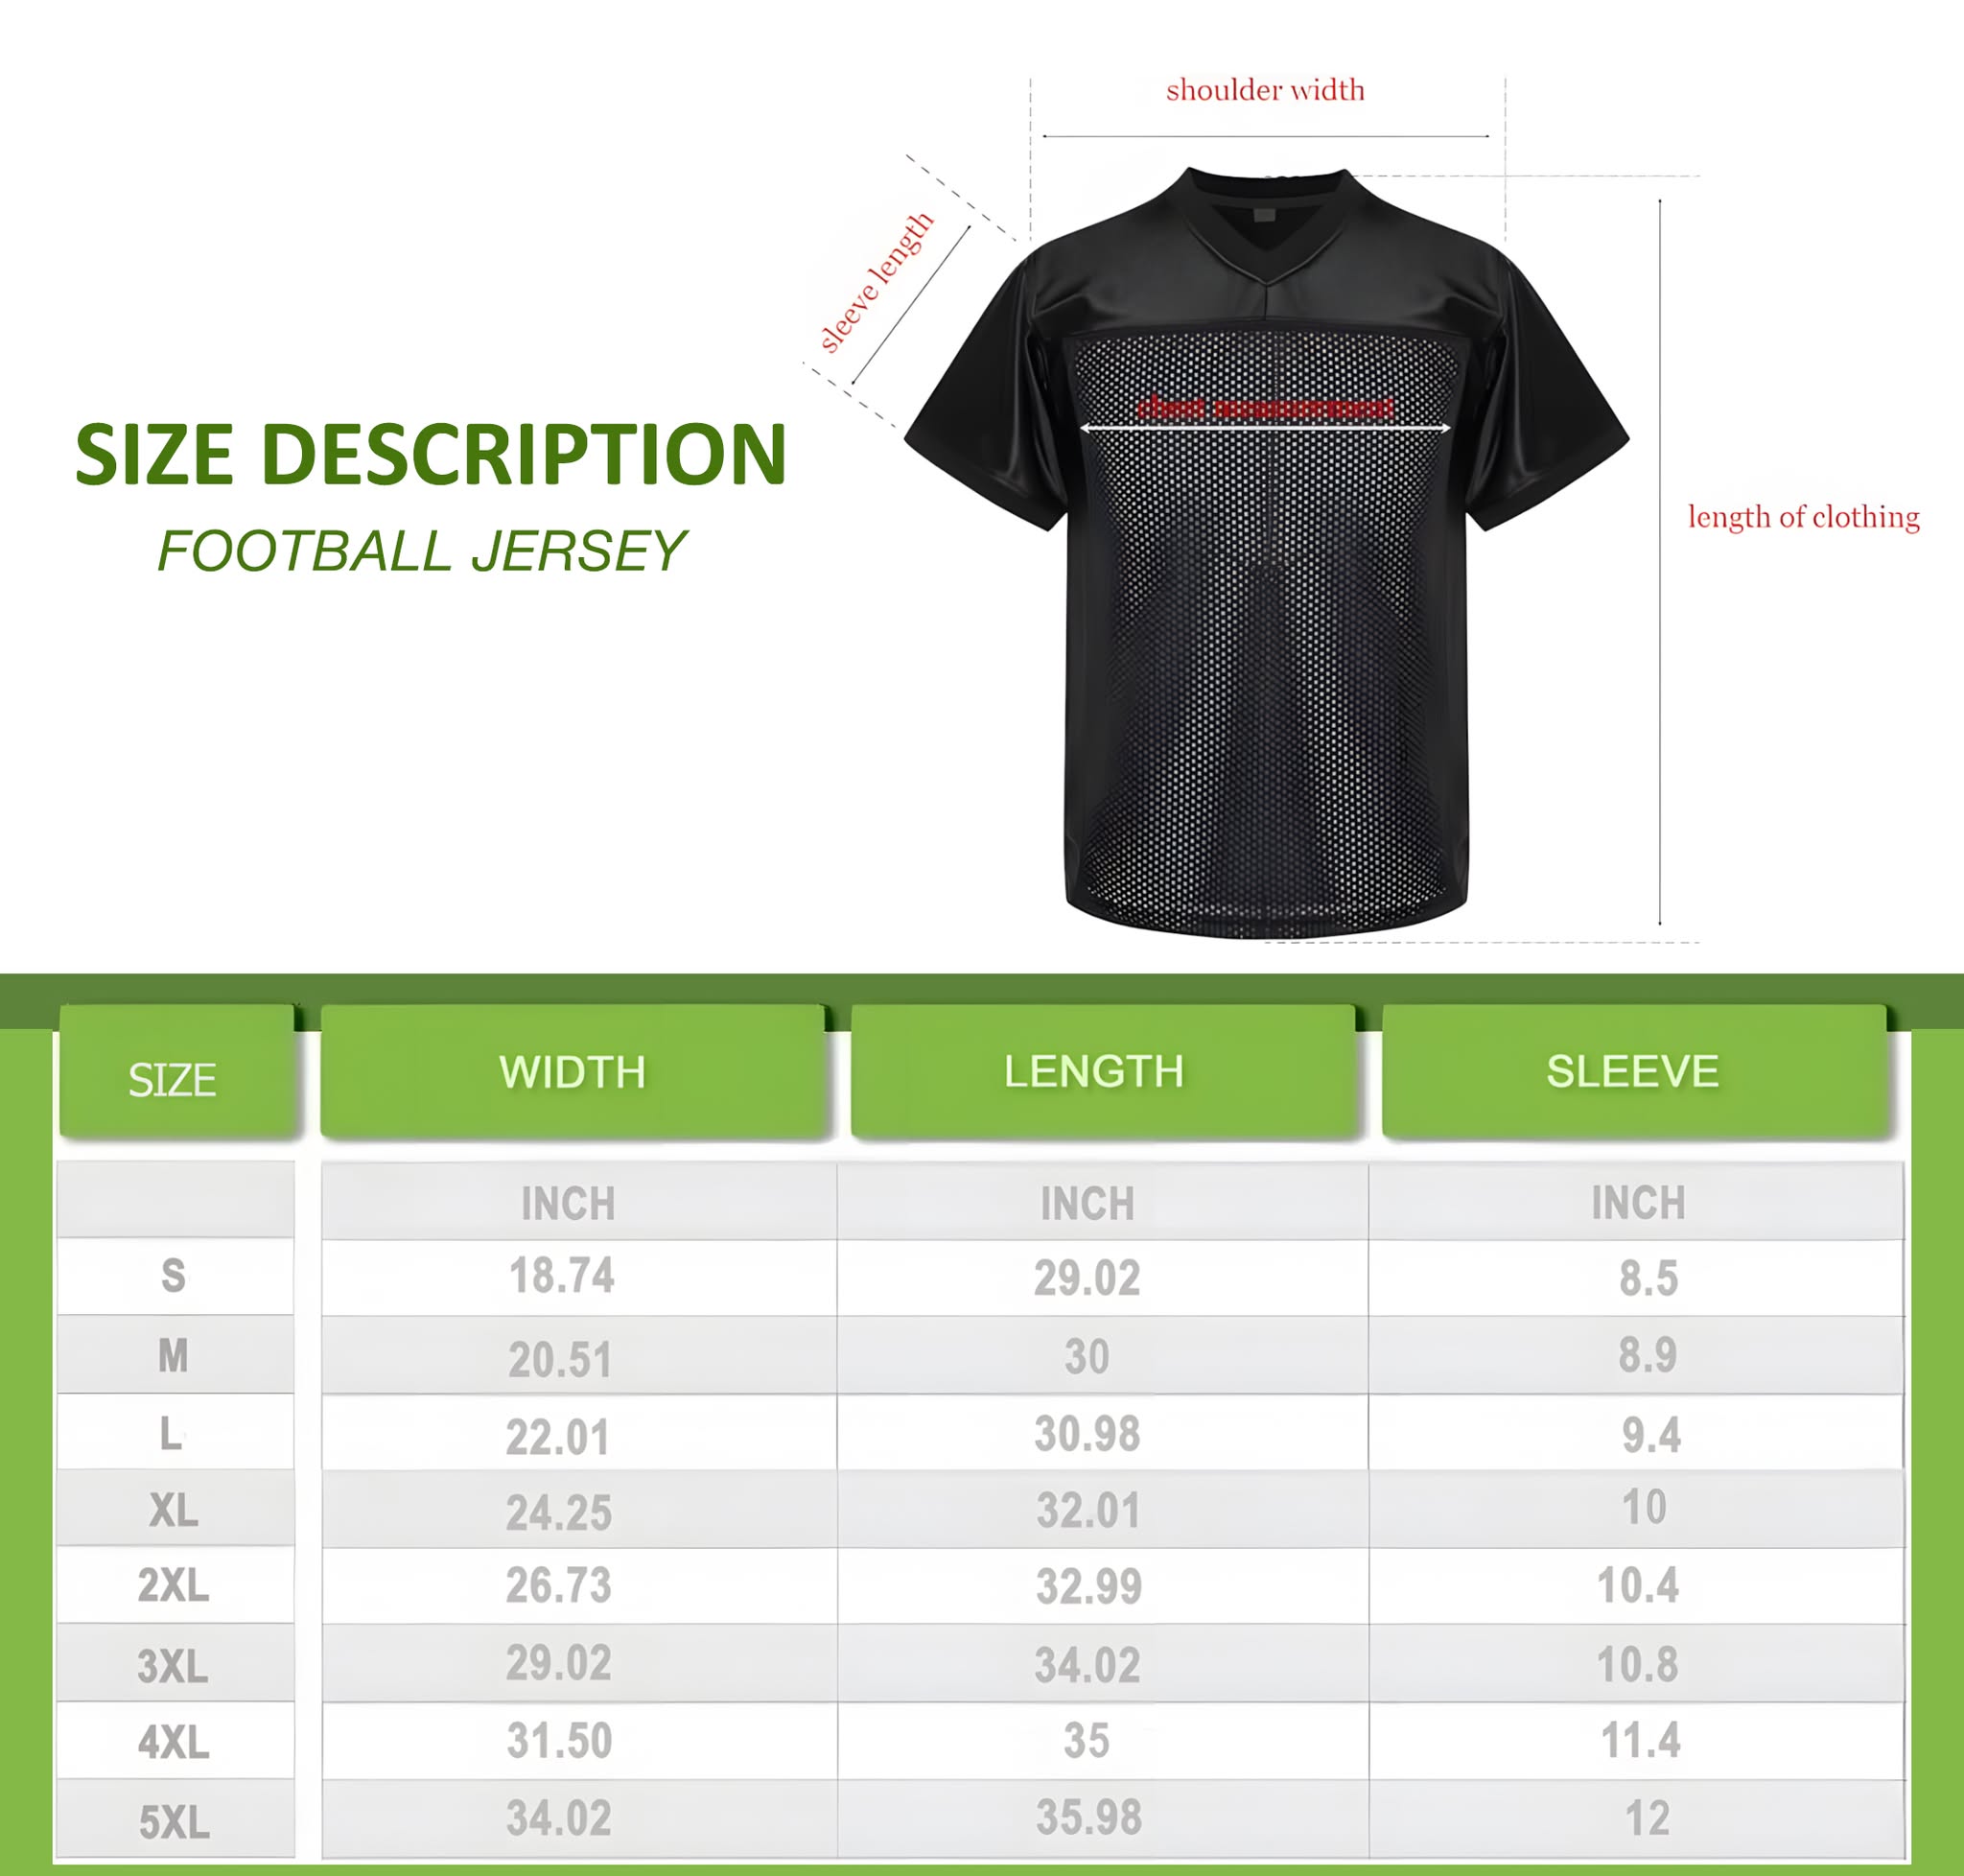 shoulder width
sleeve length
chest measurement
SIZE DESCRIPTION
FOOTBALL JERSEY
length of clothing
SIZE WIDTH LENGTH SLEEVE
INCH INCH INCH
S 18.74 29.02 8.5
M 20.51 30 8.9
L 22.01 30.98 9.4
XL 24.25 32.01 10
2XL 26.73 32.99 10.4
3XL 29.02 34.02 10.8
4XL 31.50 35 11.4
5XL 34.02 35.98 12